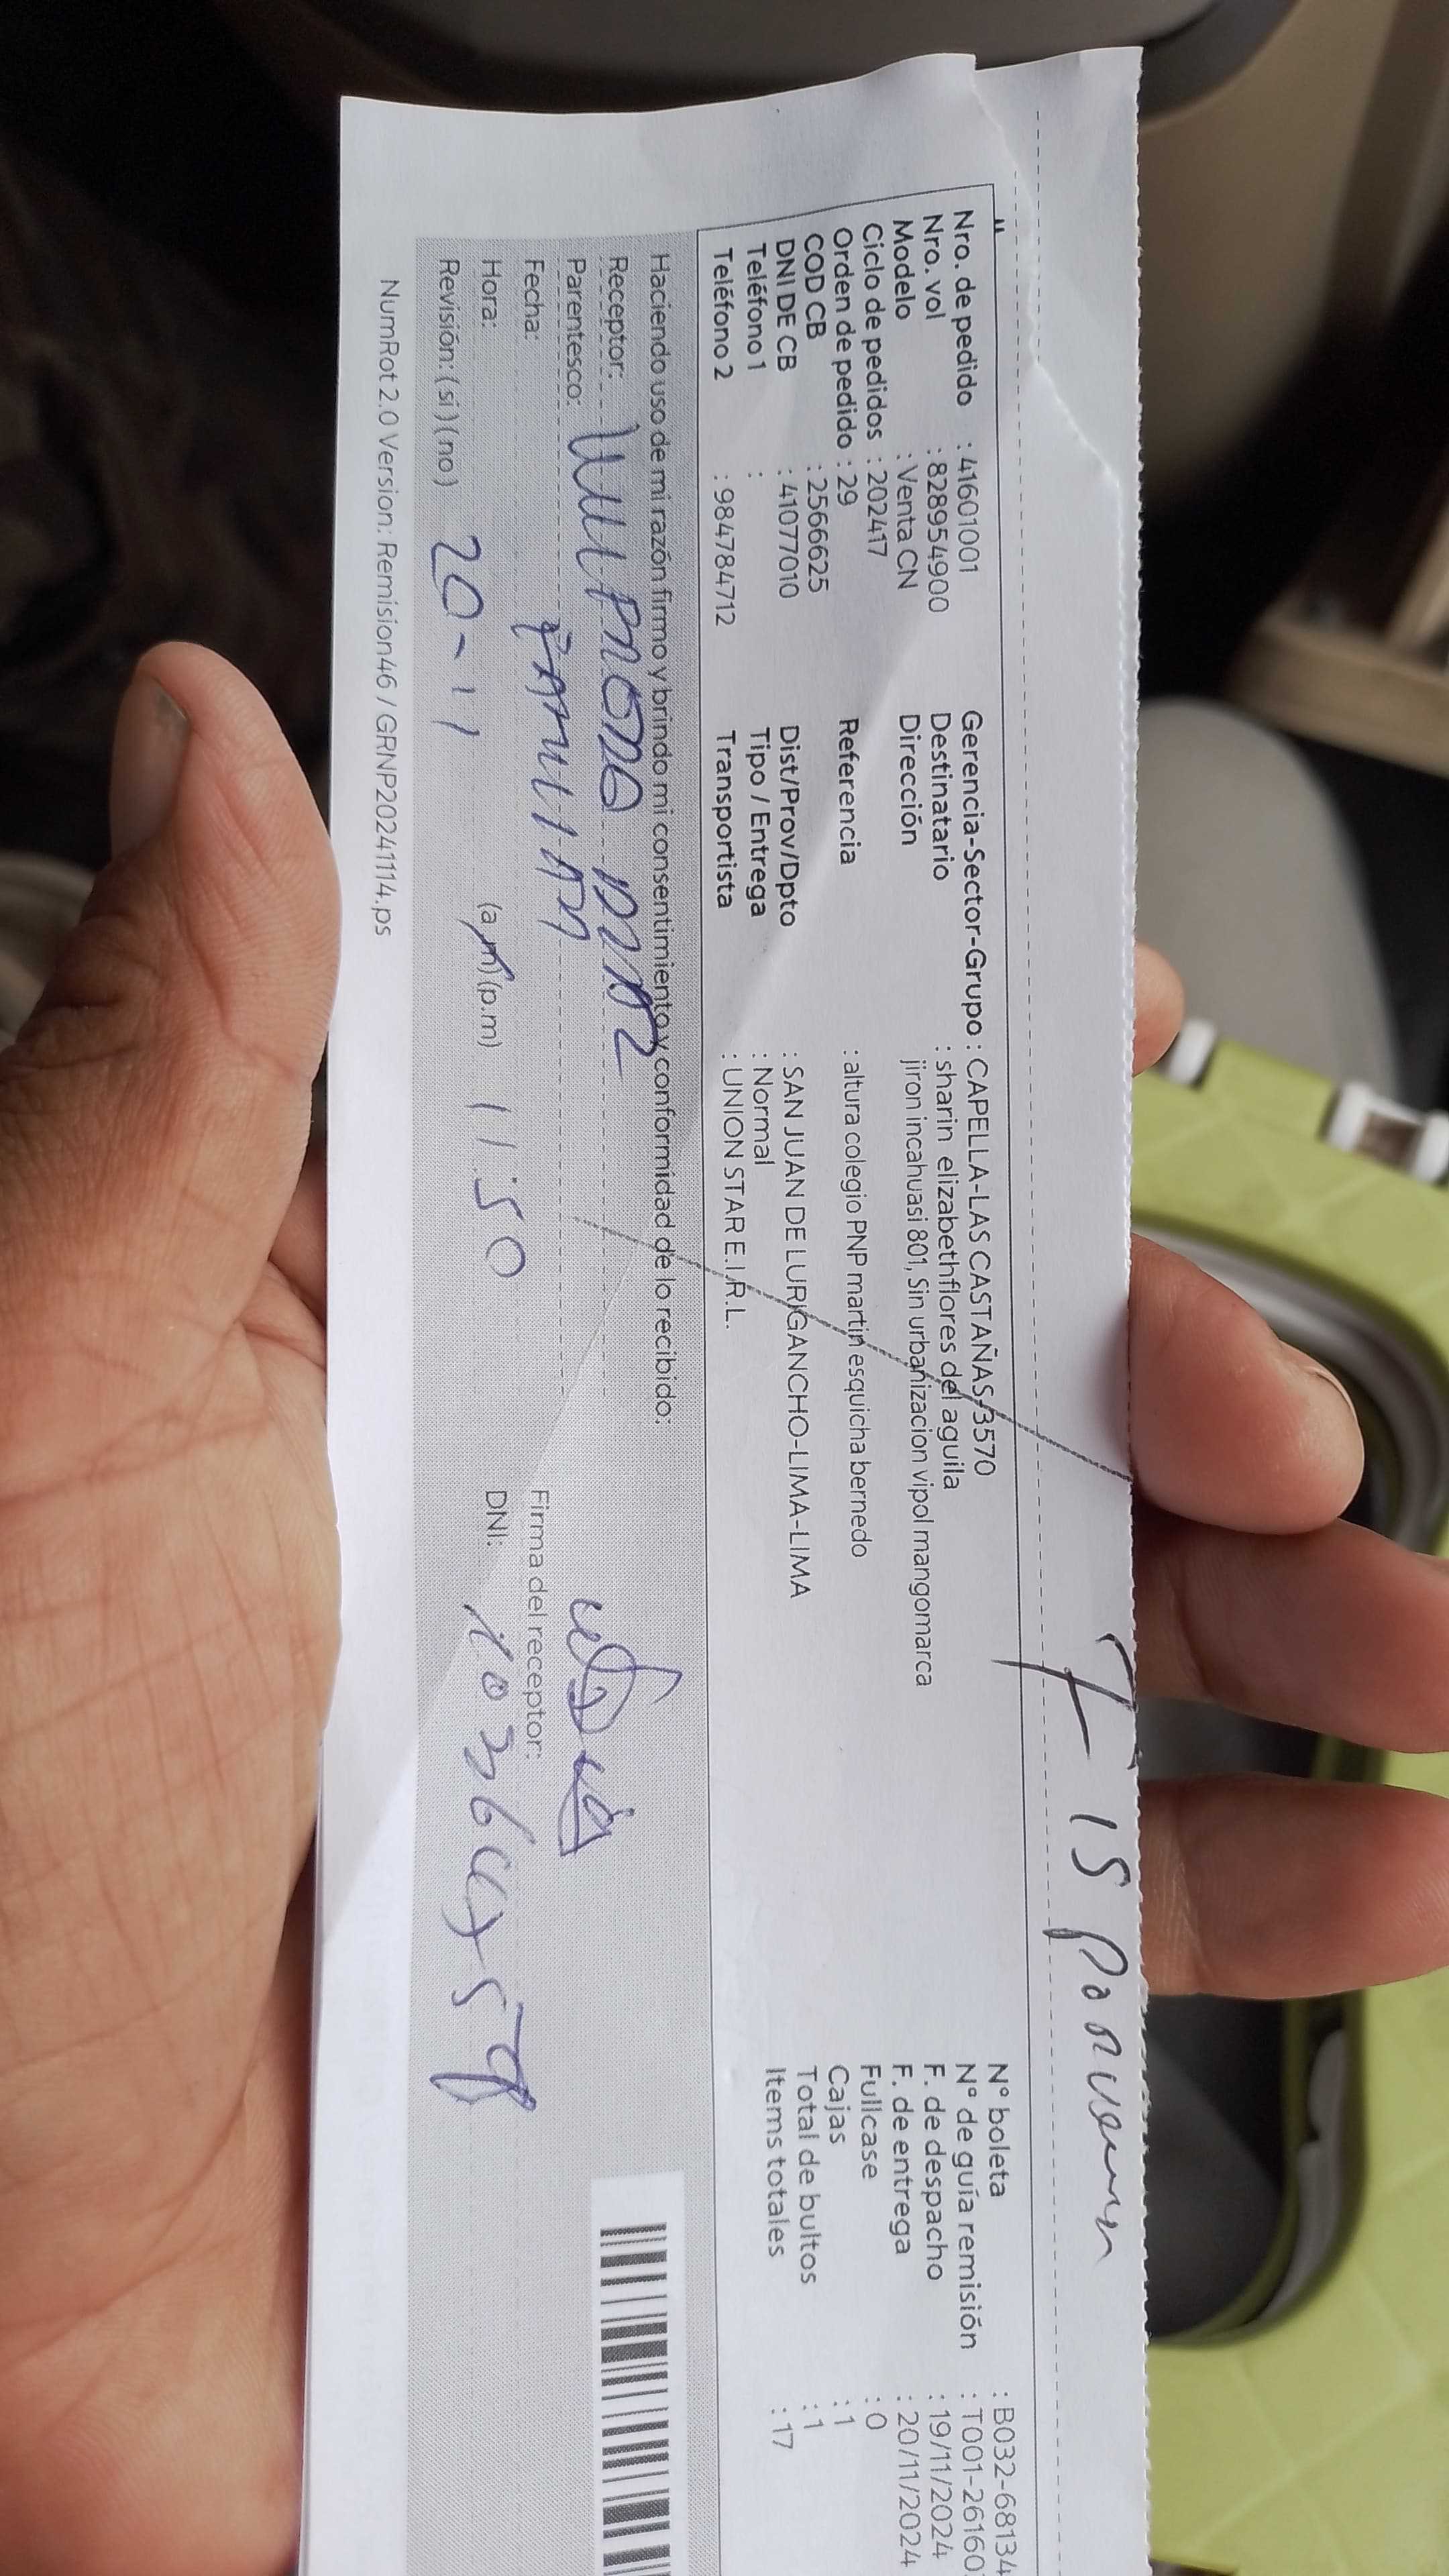 Nro. de pedido : 41601001
Nro. vol : 828954900
Modelo : Venta CN
Ciclo de pedidos : 202417
Orden de pedido : 29
COD CB : 2566625
DNI DE CB : 41077010
Teléfono 1 :
Teléfono 2 : 984784712
Gerencia-Sector-Grupo : CAPELLA-LAS CASTAÑAS-3570
Destinatario : sharin elizabethflores del aguila
Dirección jiron incahuasi 801, Sin urbanizacion vipol mangomarca
Referencia : altura colegio PNP martin esquicha bernedo
Dist/Prov/Dpto : SAN JUAN DE LURIGANCHO-LIMA-LIMA
Tipo / Entrega : Normal
Transportista : UNION STAR E.I.R.L.
N° boleta : B032-68134
N° de guía remisión : T001-26160
F. de despacho : 19/11/2024
F. de entrega : 20/11/2024
Fullcase : 0
Cajas : 1
Total de bultos : 1
Items totales : 17
Haciendo uso de mi razón firmo y brindo mi consentimiento y conformidad de lo recibido:
Receptor:
Parentesco:
Fecha:
Hora: (a.m) (p.m) 11:50
Revisión: (si) (no) 20-11
Firma del receptor:
DNI:
NumRot 2.0 Version: Remision46 / GRNP20241114.ps